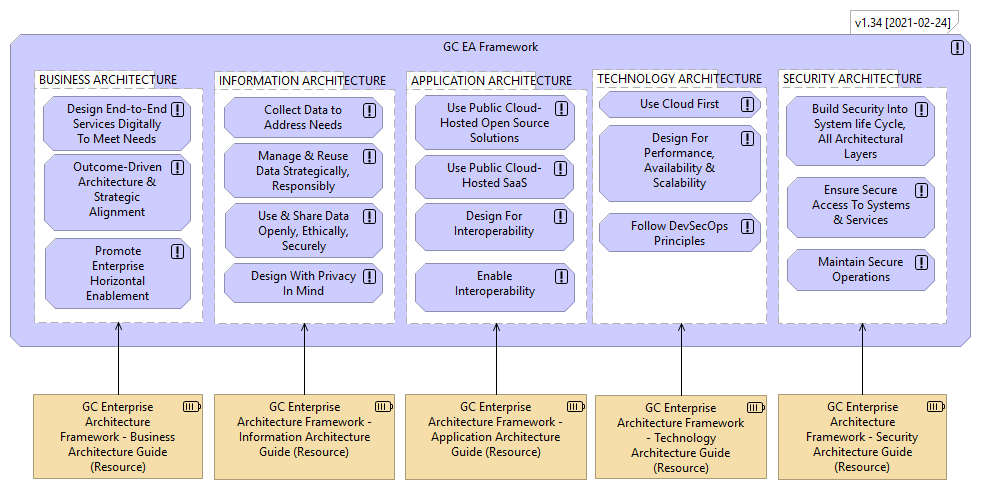 v1.34 [2021-02-24]
GC EA Framework
BUSINESS ARCHITECTURE
Design End-to-End
Services Digitally
To Meet Needs
Outcome-Driven
Architecture &
Strategic
Alignment
Promote
Enterprise
Horizontal
Enablement
INFORMATION ARCHITECTURE
Collect Data to
Address Needs
Manage & Reuse
Data Strategically,
Responsibly
Use & Share Data
Openly, Ethically,
Securely
Design With Privacy
In Mind
APPLICATION ARCHITECTURE
Use Public Cloud-
Hosted Open Source
Solutions
Use Public Cloud-
Hosted SaaS
Design For
Interoperability
Enable
Interoperability
TECHNOLOGY ARCHITECTURE
Use Cloud First
Design For
Performance,
Availability &
Scalability
Follow DevSecOps
Principles
SECURITY ARCHITECTURE
Build Security Into
System life Cycle,
All Architectural
Layers
Ensure Secure
Access To Systems
& Services
Maintain Secure
Operations
GC Enterprise
Architecture
Framework - Business
Architecture Guide
(Resource)
GC Enterprise
Architecture Framework -
Information Architecture
Guide (Resource)
GC Enterprise
Architecture Framework -
Application Architecture
Guide (Resource)
GC Enterprise
Architecture Framework
- Technology
Architecture Guide
(Resource)
GC Enterprise
Architecture
Framework - Security
Architecture Guide
(Resource)